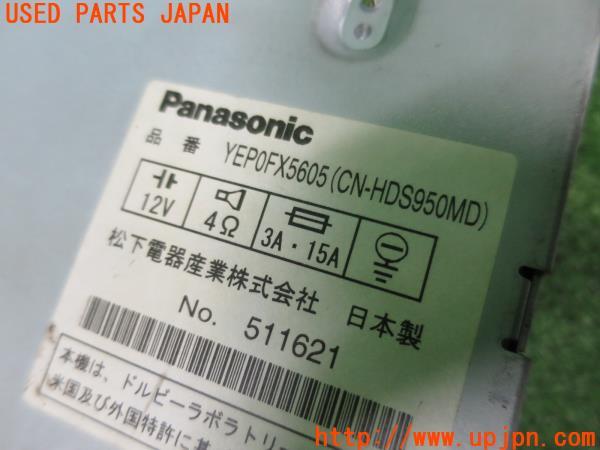 USED PARTS JAPAN
Panasonic
品番 YEP0FX5605(CN-HDS950MD)
12V 4Ω 3A・15A
松下電器産業株式会社 日本製
No. 511621
本機は、ドルビーラボラトリー
米国及び外国特許に基
http://www.upjpn.com